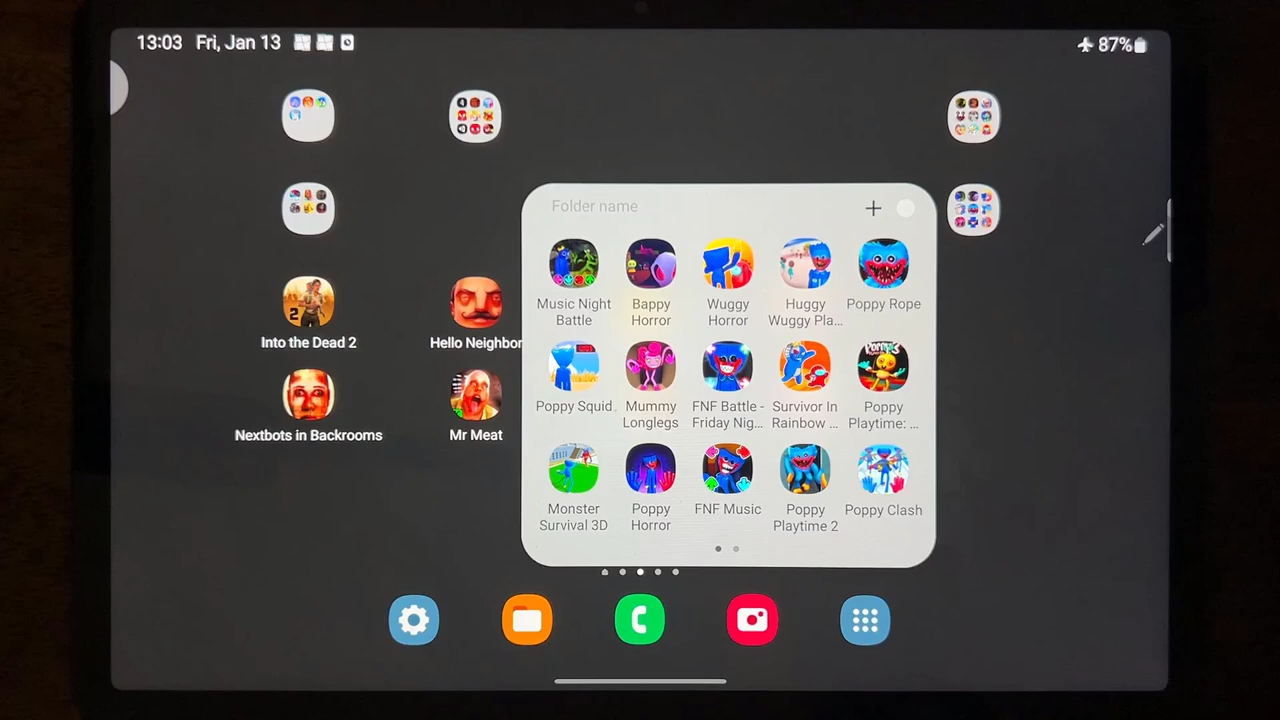 13:03 Fri, Jan 13
87%
Folder name
Music Night
Battle
Bappy
Horror
Wuggy
Horror
Huggy
Wuggy Pla...
Poppy Rope
Into the Dead 2
Hello Neighbor
Poppy Squid
Mummy
Longlegs
FNF Battle -
Friday Nig...
Survivor In
Rainbow ...
Poppy
Playtime: ...
Nextbots in Backrooms
Mr Meat
Monster
Survival 3D
Poppy
Horror
FNF Music
Poppy
Playtime 2
Poppy Clash
2